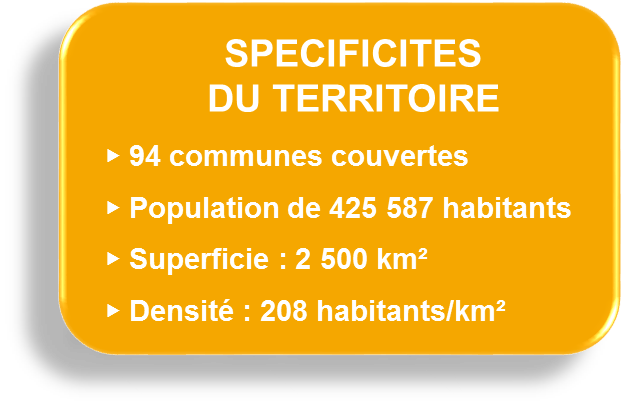 SPECIFICITES
DU TERRITOIRE
▶ 94 communes couvertes
▶ Population de 425 587 habitants
▶ Superficie : 2 500 km²
▶ Densité : 208 habitants/km²